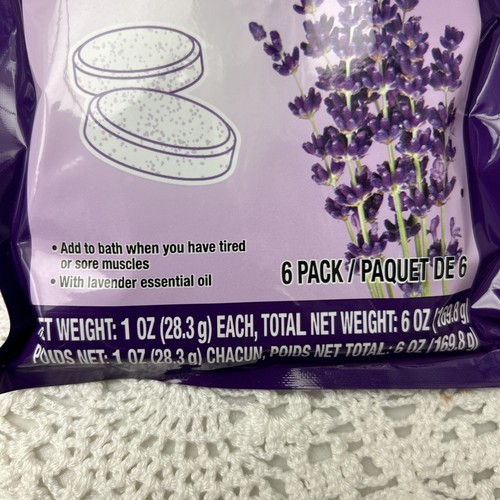 • Add to bath when you have tired
or sore muscles
• With lavender essential oil
6 PACK / PAQUET DE 6
ET WEIGHT: 1 OZ (28.3 g) EACH, TOTAL NET WEIGHT: 6 OZ (169.8 g)
POIDS NET: 1 OZ (28.3 g) CHACUN, POIDS NET TOTAL: 6 OZ /169.8 g)